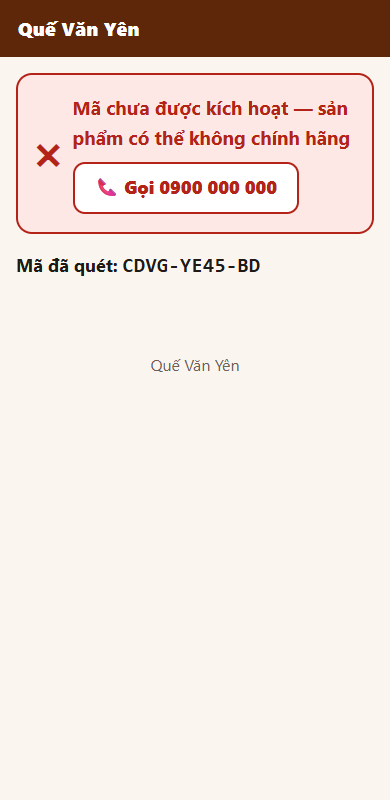 Quế Văn Yên
Mã chưa được kích hoạt — sản
phẩm có thể không chính hãng
Gọi 0900 000 000
Mã đã quét: CDVG-YE45-BD
Quế Văn Yên